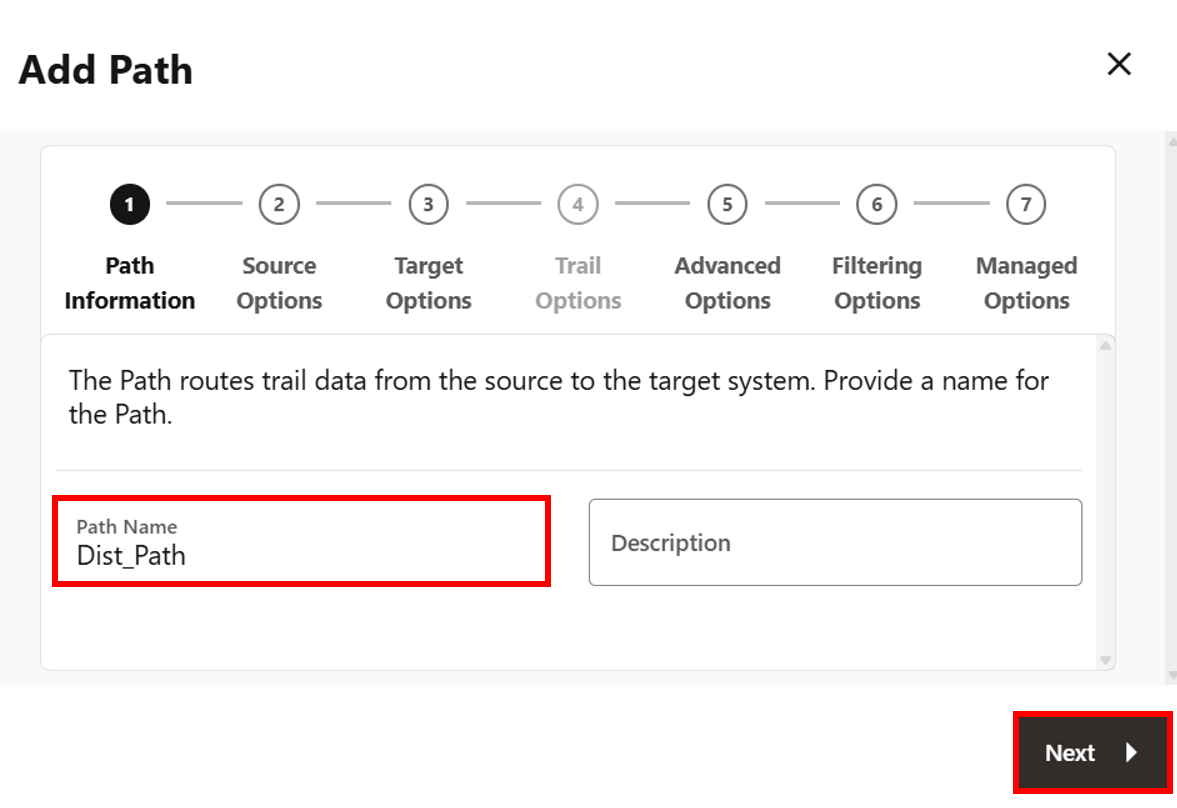 Add Path
1
2
3
4
5
6
7
Path Information
Source Options
Target Options
Trail Options
Advanced Options
Filtering Options
Managed Options
The Path routes trail data from the source to the target system. Provide a name for
the Path.
Path Name
Dist_Path
Description
Next